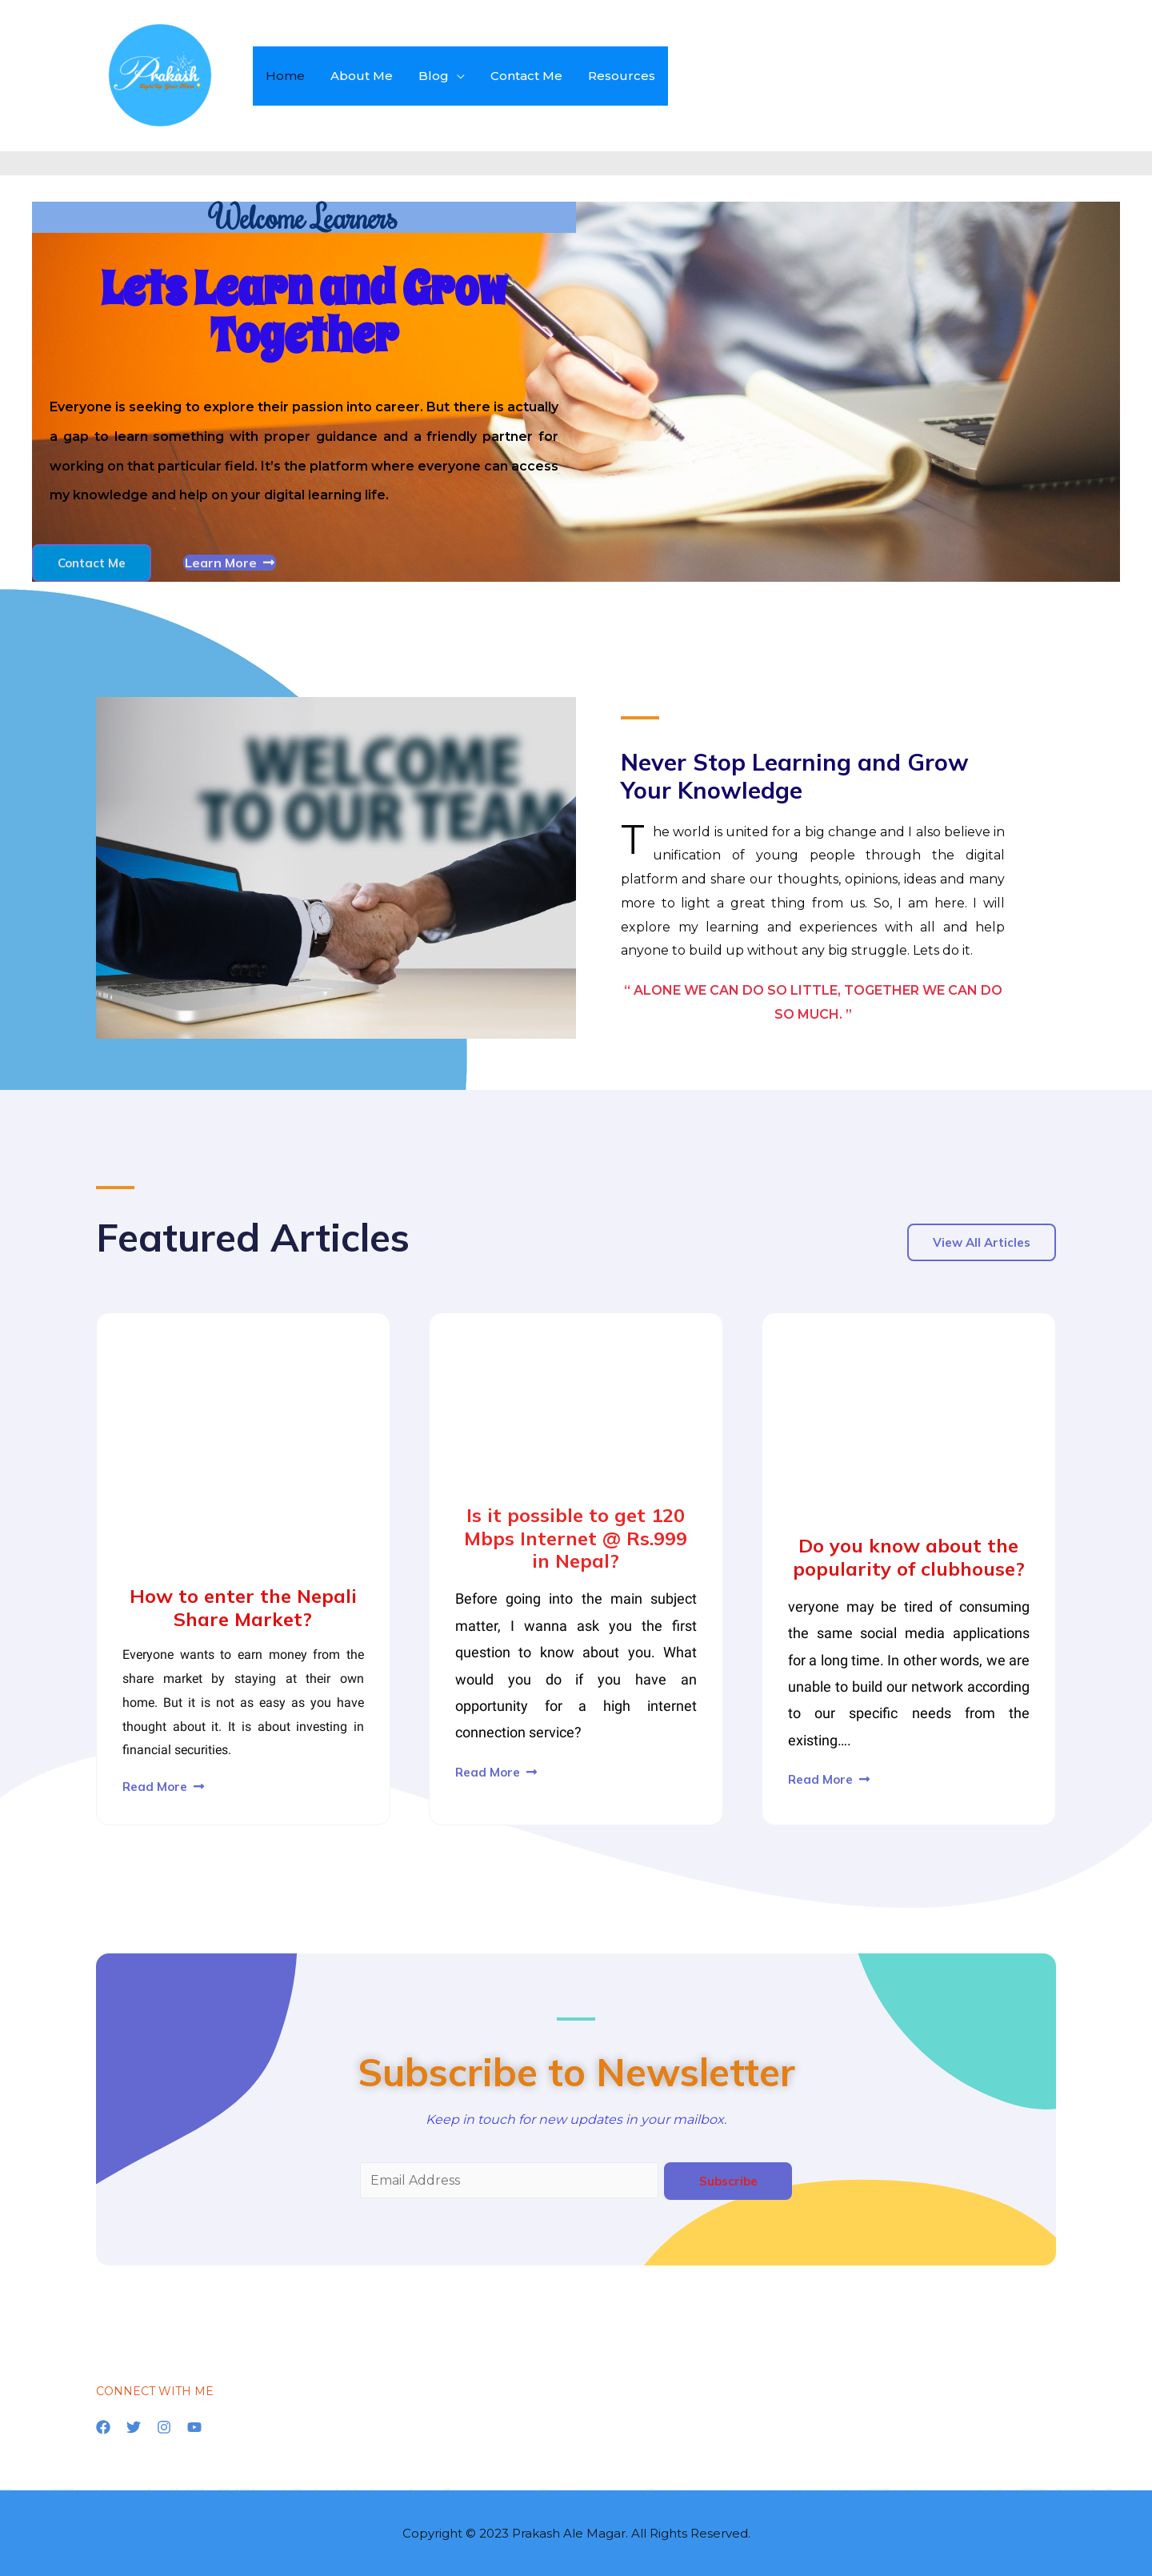 Prakash
Home
About Me
Blog
Contact Me
Resources
Welcome Learners
Lets Learn and Grow
Together
Everyone is seeking to explore their passion into career. But there is actually
a gap to learn something with proper guidance and a friendly partner for
working on that particular field. It’s the platform where everyone can access
my knowledge and help on your digital learning life.
Contact Me
Learn More
WELCOME
TO OUR TEAM
Never Stop Learning and Grow
Your Knowledge
The world is united for a big change and I also believe in
unification of young people through the digital
platform and share our thoughts, opinions, ideas and many
more to light a great thing from us. So, I am here. I will
explore my learning and experiences with all and help
anyone to build up without any big struggle. Lets do it.
“ ALONE WE CAN DO SO LITTLE, TOGETHER WE CAN DO
SO MUCH. ”
Featured Articles
View All Articles
How to enter the Nepali
Share Market?
Everyone wants to earn money from the
share market by staying at their own
home. But it is not as easy as you have
thought about it. It is about investing in
financial securities.
Read More
Is it possible to get 120
Mbps Internet @ Rs.999
in Nepal?
Before going into the main subject
matter, I wanna ask you the first
question to know about you. What
would you do if you have an
opportunity for a high internet
connection service?
Read More
Do you know about the
popularity of clubhouse?
veryone may be tired of consuming
the same social media applications
for a long time. In other words, we are
unable to build our network according
to our specific needs from the
existing….
Read More
Subscribe to Newsletter
Keep in touch for new updates in your mailbox.
Email Address
Subscribe
CONNECT WITH ME
Copyright © 2023 Prakash Ale Magar. All Rights Reserved.